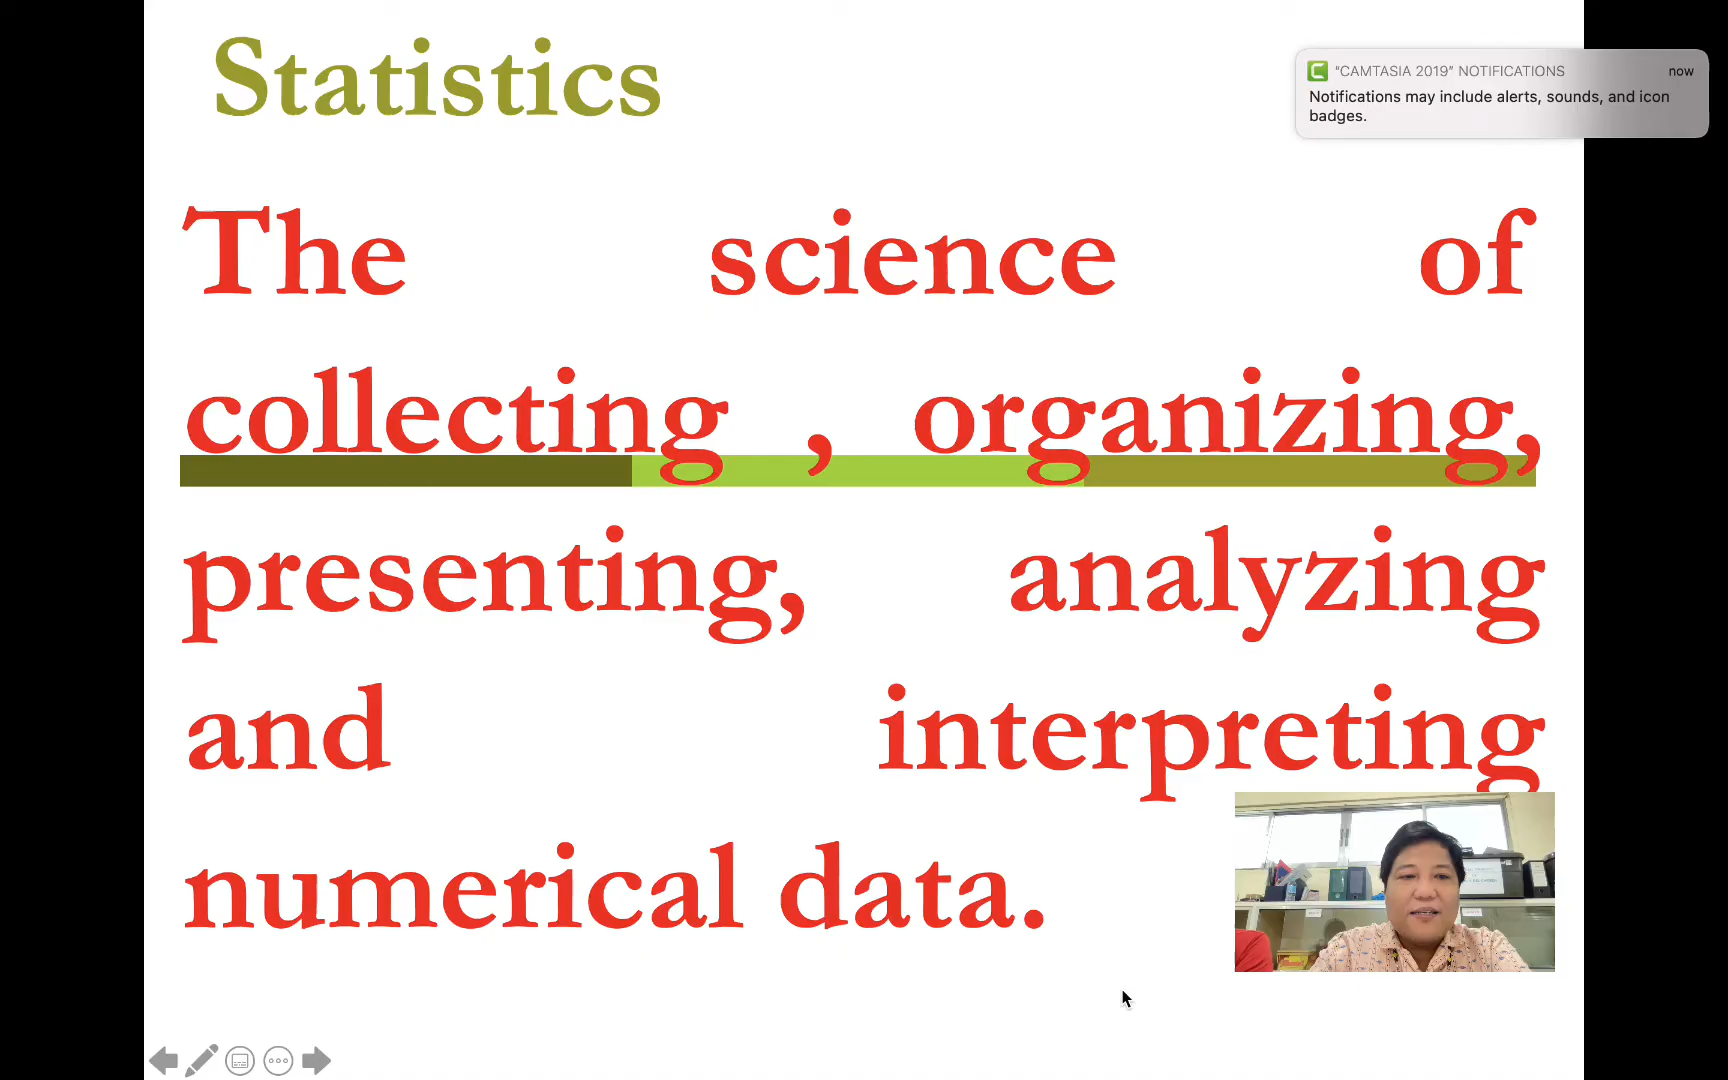 Statistics
“CAMTASIA 2019” NOTIFICATIONS now
Notifications may include alerts, sounds, and icon
badges.
The science of
collecting , organizing,
presenting, analyzing
and interpreting
numerical data.